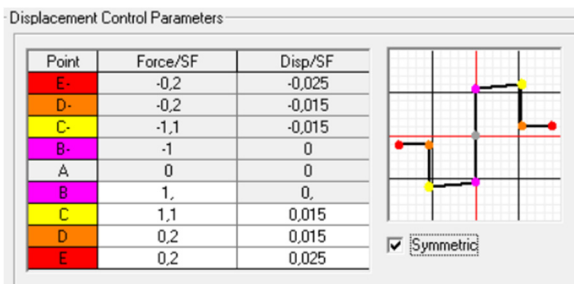 Displacement Control Parameters
Point Force/SF Disp/SF
E- -0,2 -0,025
D- -0,2 -0,015
C- -1,1 -0,015
B- -1 0
A 0 0
B 1, 0,
C 1,1 0,015
D 0,2 0,015
E 0,2 0,025
Symmetric